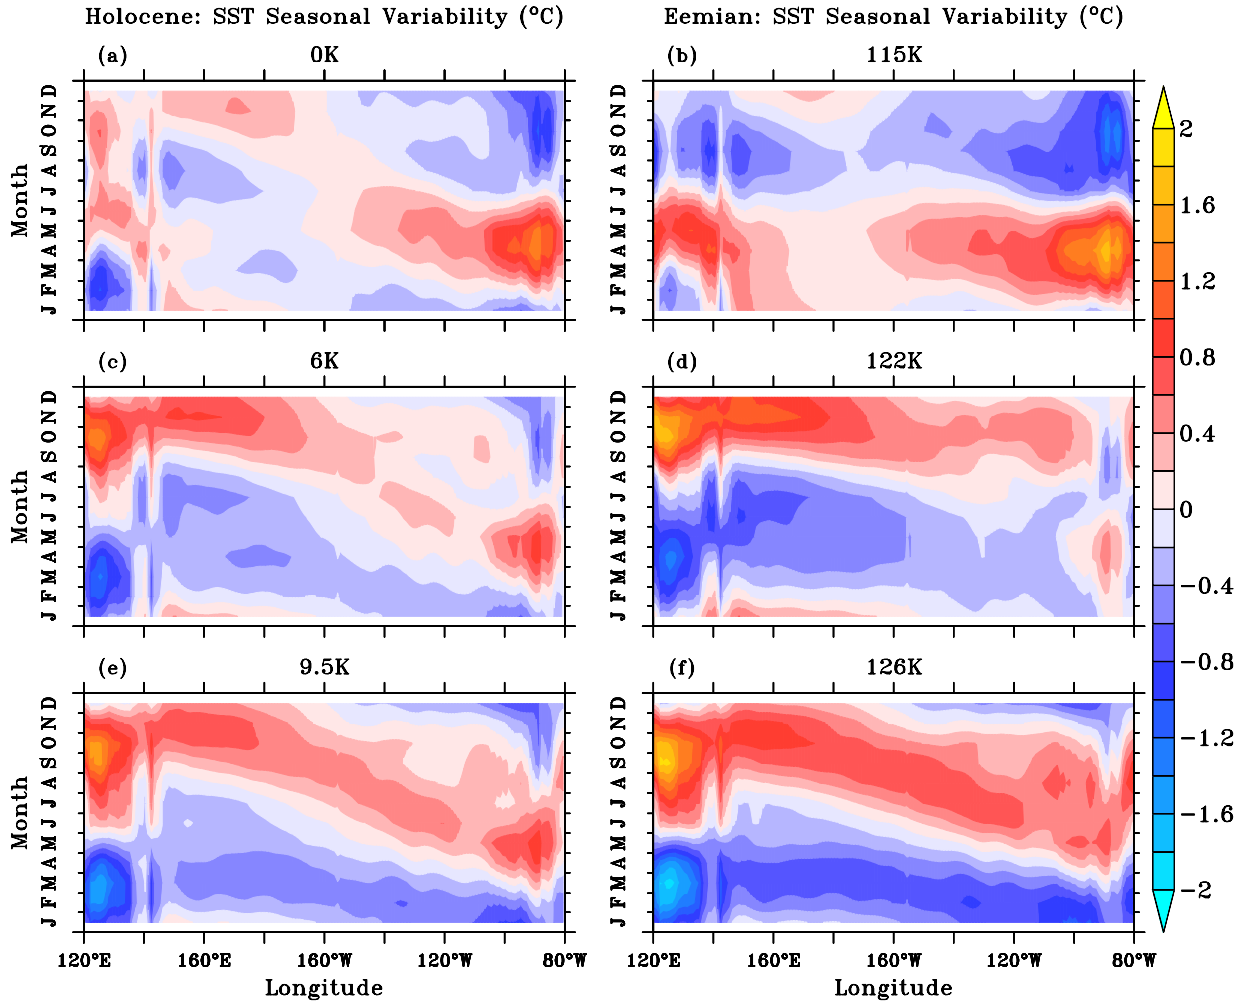 Holocene: SST Seasonal Variability (°C)
Eemian: SST Seasonal Variability (°C)
(a) 0K
(b) 115K
Month
J F M A M J J A S O N D
J F M A M J J A S O N D
(c) 6K
(d) 122K
Month
J F M A M J J A S O N D
J F M A M J J A S O N D
(e) 9.5K
(f) 126K
Month
J F M A M J J A S O N D
J F M A M J J A S O N D
120°E 160°E 160°W 120°W 80°W
120°E 160°E 160°W 120°W 80°W
Longitude
Longitude
2
1.6
1.2
0.8
0.4
0
−0.4
−0.8
−1.2
−1.6
−2